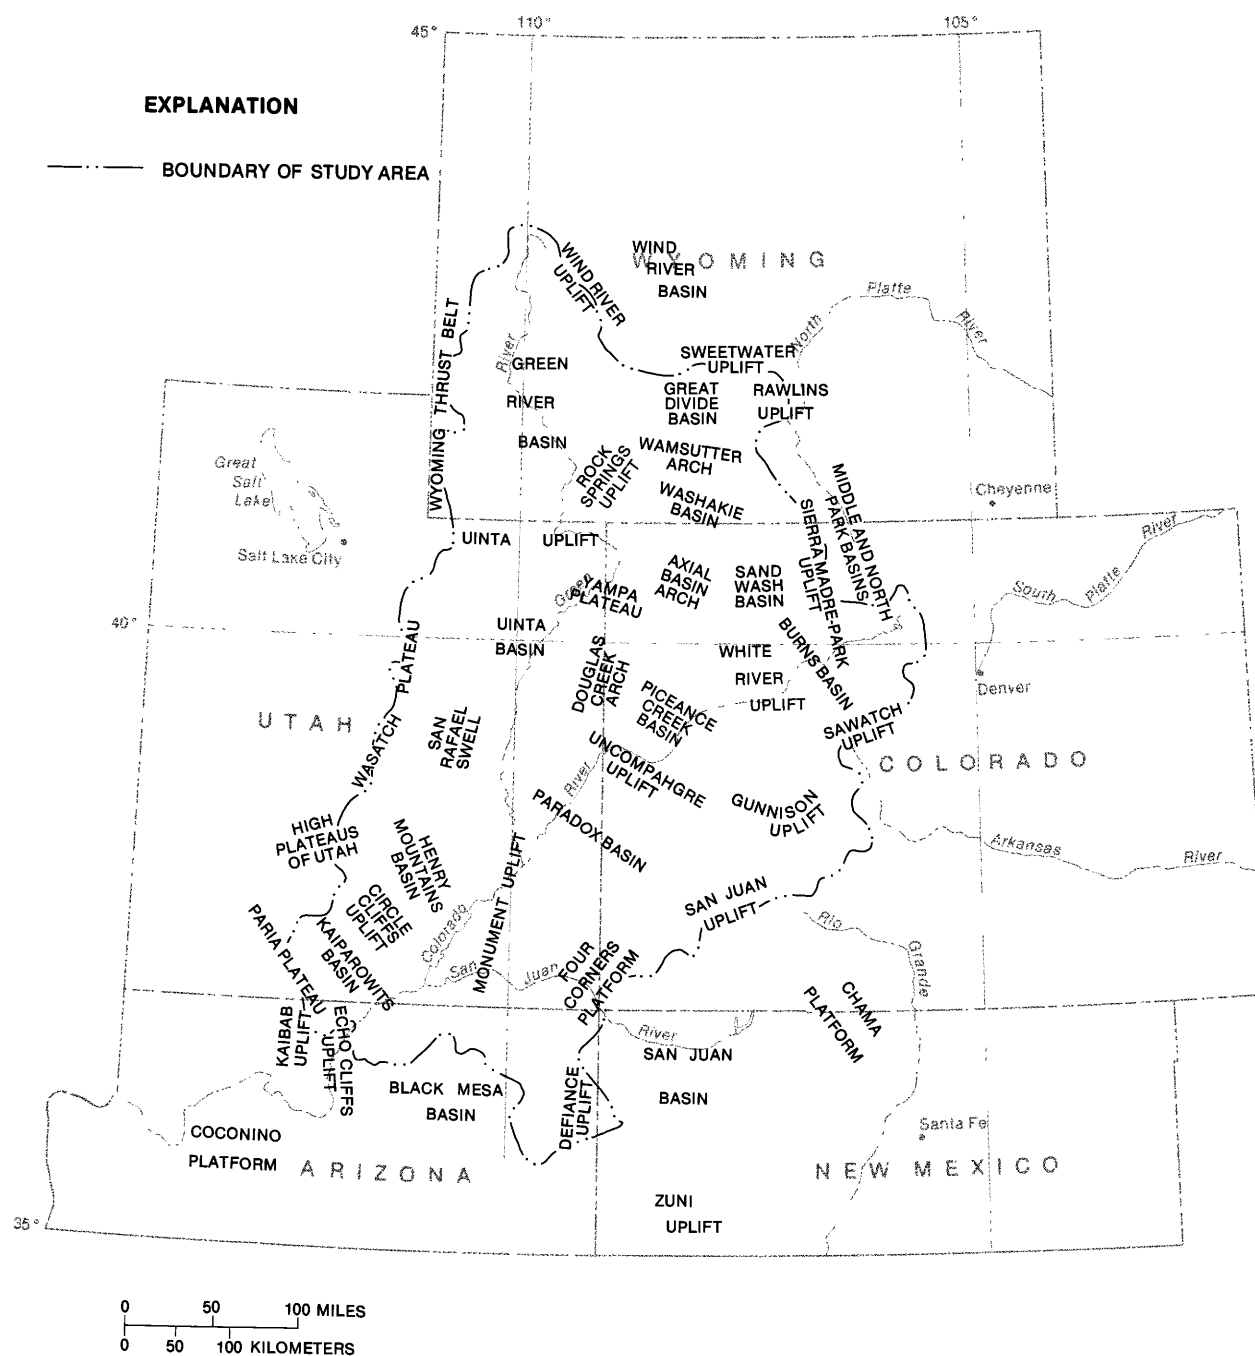 110°
105°
45°
EXPLANATION
BOUNDARY OF STUDY AREA
WYOMING
WIND
RIVER
BASIN
WIND RIVER
UPLIFT
WYOMING THRUST BELT
River
GREEN
RIVER
BASIN
North
Platte
River
SWEETWATER
UPLIFT
GREAT
DIVIDE
BASIN
RAWLINS
UPLIFT
ROCK
SPRINGS
UPLIFT
WAMSUTTER
ARCH
WASHAKIE
BASIN
MIDDLE AND NORTH
PARK BASINS
SIERRA MADRE-PARK
UPLIFT
Cheyenne
Great
Salt
Lake
Salt Lake City
UINTA
UPLIFT
Green
YAMPA
PLATEAU
AXIAL
BASIN
ARCH
SAND
WASH
BASIN
South
Platte
River
40°
UINTA
BASIN
DOUGLAS
CREEK
ARCH
WHITE
RIVER
UPLIFT
BURNS BASIN
Denver
PICEANCE
CREEK
BASIN
SAWATCH
UPLIFT
UTAH
WASATCH PLATEAU
SAN
RAFAEL
SWELL
COLORADO
UNCOMPAHGRE
UPLIFT
River
PARADOX BASIN
GUNNISON
UPLIFT
HIGH
PLATEAUS
OF UTAH
HENRY
MOUNTAINS
BASIN
Arkansas
River
CIRCLE
CLIFFS
UPLIFT
MONUMENT UPLIFT
SAN JUAN
UPLIFT
PARIA PLATEAU
KAIPAROWITS
BASIN
Colorado
San
Juan
FOUR
CORNERS
PLATFORM
Rio
Grande
CHAMA
PLATFORM
KAIBAB
UPLIFT
ECHO CLIFFS
UPLIFT
River
SAN JUAN
BASIN
BLACK MESA
BASIN
DEFIANCE
UPLIFT
COCONINO
PLATFORM
ARIZONA
Santa Fe
NEW MEXICO
ZUNI
UPLIFT
35°
0 50 100 MILES
0 50 100 KILOMETERS